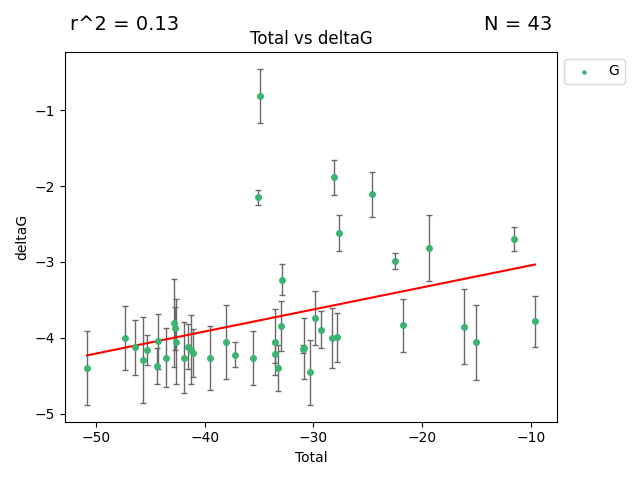 r^2 = 0.13
N = 43
Total vs deltaG
G
deltaG
−1
−2
−3
−4
−5
−50
−40
−30
−20
−10
Total